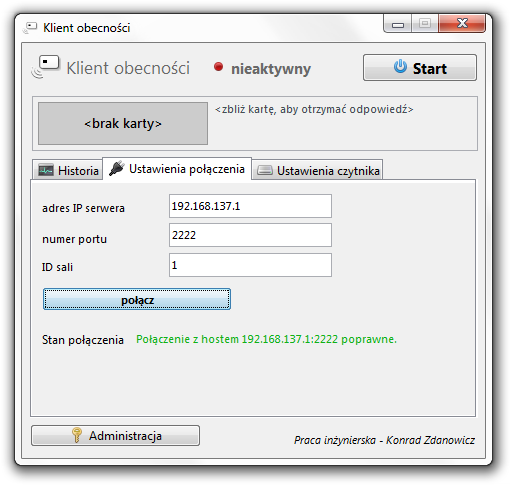 Klient obecności
Klient obecności
nieaktywny
Start
<brak karty>
<zbliż kartę, aby otrzymać odpowiedź>
Historia
Ustawienia połączenia
Ustawienia czytnika
adres IP serwera
192.168.137.1
numer portu
2222
ID sali
1
połącz
Stan połączenia
Połączenie z hostem 192.168.137.1:2222 poprawne.
Administracja
Praca inżynierska - Konrad Zdanowicz